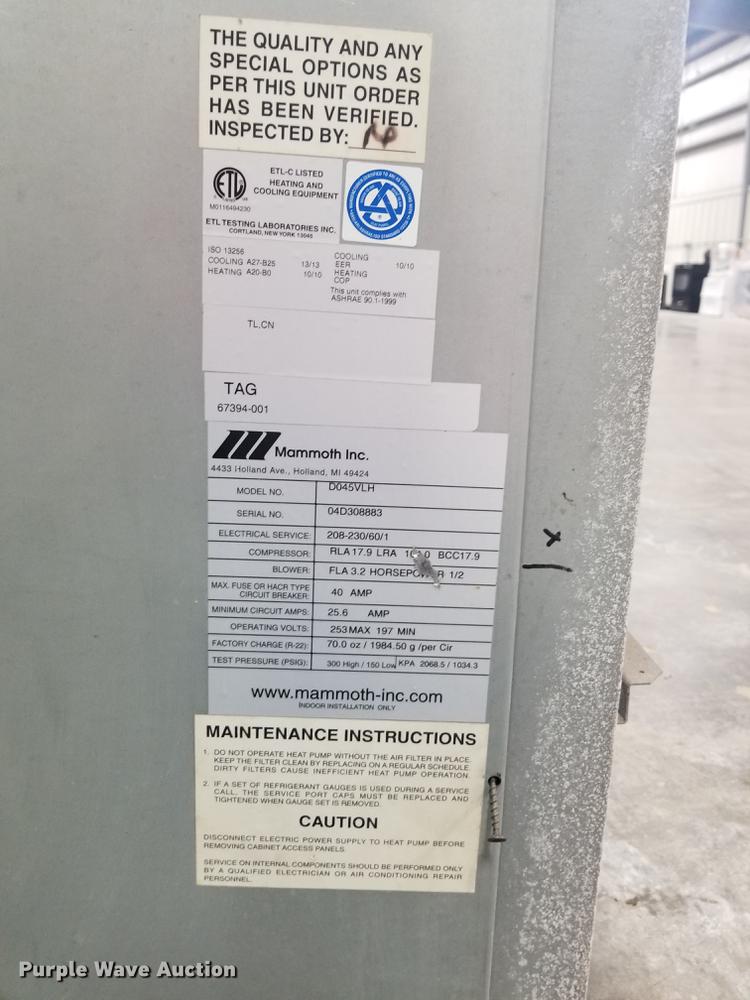 THE QUALITY AND ANY
SPECIAL OPTIONS AS
PER THIS UNIT ORDER
HAS BEEN VERIFIED.
INSPECTED BY:
ETL
ETL-C LISTED
HEATING AND
COOLING EQUIPMENT
M0116494230
ETL TESTING LABORATORIES INC.
CORTLAND, NEW YORK 13045
ISO 13256
COOLING A27-B25 13/13
HEATING A20-B0 10/10
COOLING
EER 10/10
HEATING
COP
This unit complies with
ASHRAE 90.1-1999
TL,CN
TAG
67394-001
Mammoth Inc.
4433 Holland Ave., Holland, MI 49424
MODEL NO. D045VLH
SERIAL NO. 04D308883
ELECTRICAL SERVICE: 208-230/60/1
COMPRESSOR: RLA 17.9 LRA BCC17.9
BLOWER: FLA 3.2 HORSEPOWER 1/2
MAX. FUSE OR HACR TYPE
CIRCUIT BREAKER: 40 AMP
MINIMUM CIRCUIT AMPS: 25.6 AMP
OPERATING VOLTS: 253 MAX 197 MIN
FACTORY CHARGE (R-22): 70.0 oz / 1984.50 g /per Cir
TEST PRESSURE (PSIG): 300 High / 150 Low KPA 2068.5 / 1034.3
www.mammoth-inc.com
INDOOR INSTALLATION ONLY
MAINTENANCE INSTRUCTIONS
1. DO NOT OPERATE HEAT PUMP WITHOUT THE AIR FILTER IN PLACE.
KEEP THE FILTER CLEAN BY REPLACING ON A REGULAR SCHEDULE.
DIRTY FILTERS CAUSE INEFFICIENT HEAT PUMP OPERATION.
2. IF A SET OF REFRIGERANT GAUGES IS USED DURING A SERVICE
CALL, THE SERVICE PORT CAPS MUST BE REPLACED AND
TIGHTENED WHEN GAUGE SET IS REMOVED.
CAUTION
DISCONNECT ELECTRIC POWER SUPPLY TO HEAT PUMP BEFORE
REMOVING CABINET ACCESS PANELS.
SERVICE ON INTERNAL COMPONENTS SHOULD BE PERFORMED ONLY
BY A QUALIFIED ELECTRICIAN OR AIR CONDITIONING REPAIR
PERSONNEL.
X
Purple Wave Auction